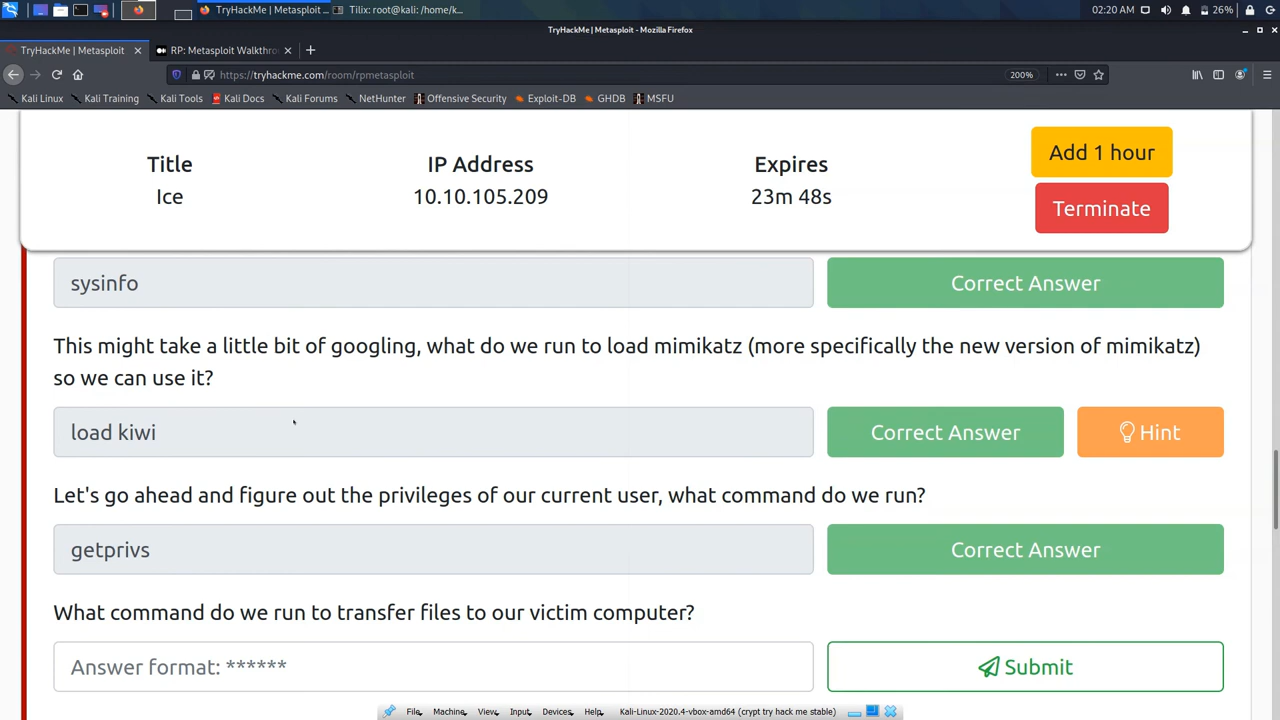 TryHackMe | Metasploit ...
Tilix: root@kali: /home/k...
02:20 AM
26%
TryHackMe | Metasploit - Mozilla Firefox
TryHackMe | Metasploit
RP: Metasploit Walkthro
https://tryhackme.com/room/rpmetasploit
200%
Kali Linux
Kali Training
Kali Tools
Kali Docs
Kali Forums
NetHunter
Offensive Security
Exploit-DB
GHDB
MSFU
Title
IP Address
Expires
Add 1 hour
Ice
10.10.105.209
23m 48s
Terminate
sysinfo
Correct Answer
This might take a little bit of googling, what do we run to load mimikatz (more specifically the new version of mimikatz)
so we can use it?
load kiwi
Correct Answer
Hint
Let's go ahead and figure out the privileges of our current user, what command do we run?
getprivs
Correct Answer
What command do we run to transfer files to our victim computer?
Answer format: ******
Submit
File
Machine
View
Input
Devices
Help
Kali-Linux-2020.4-vbox-amd64 (crypt try hack me stable)